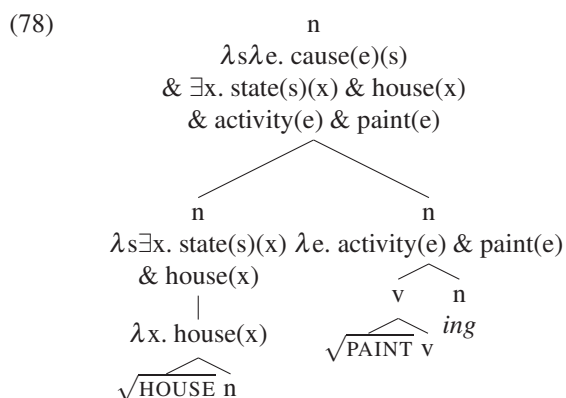 (78) n
λsλe. cause(e)(s)
& ∃x. state(s)(x) & house(x)
& activity(e) & paint(e)
n n
λs∃x. state(s)(x) λe. activity(e) & paint(e)
& house(x)
v n
λx. house(x) ing
√PAINT v
√HOUSE n